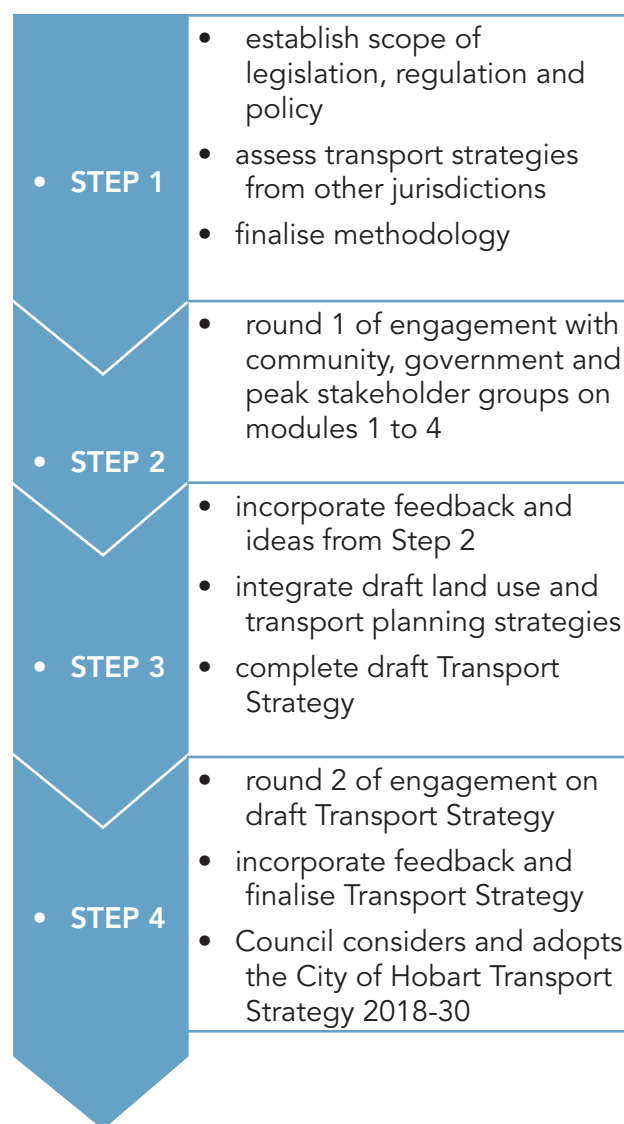 • STEP 1
• establish scope of
legislation, regulation and
policy
• assess transport strategies
from other jurisdictions
• finalise methodology
• STEP 2
• round 1 of engagement with
community, government and
peak stakeholder groups on
modules 1 to 4
• STEP 3
• incorporate feedback and
ideas from Step 2
• integrate draft land use and
transport planning strategies
• complete draft Transport
Strategy
• STEP 4
• round 2 of engagement on
draft Transport Strategy
• incorporate feedback and
finalise Transport Strategy
• Council considers and adopts
the City of Hobart Transport
Strategy 2018-30